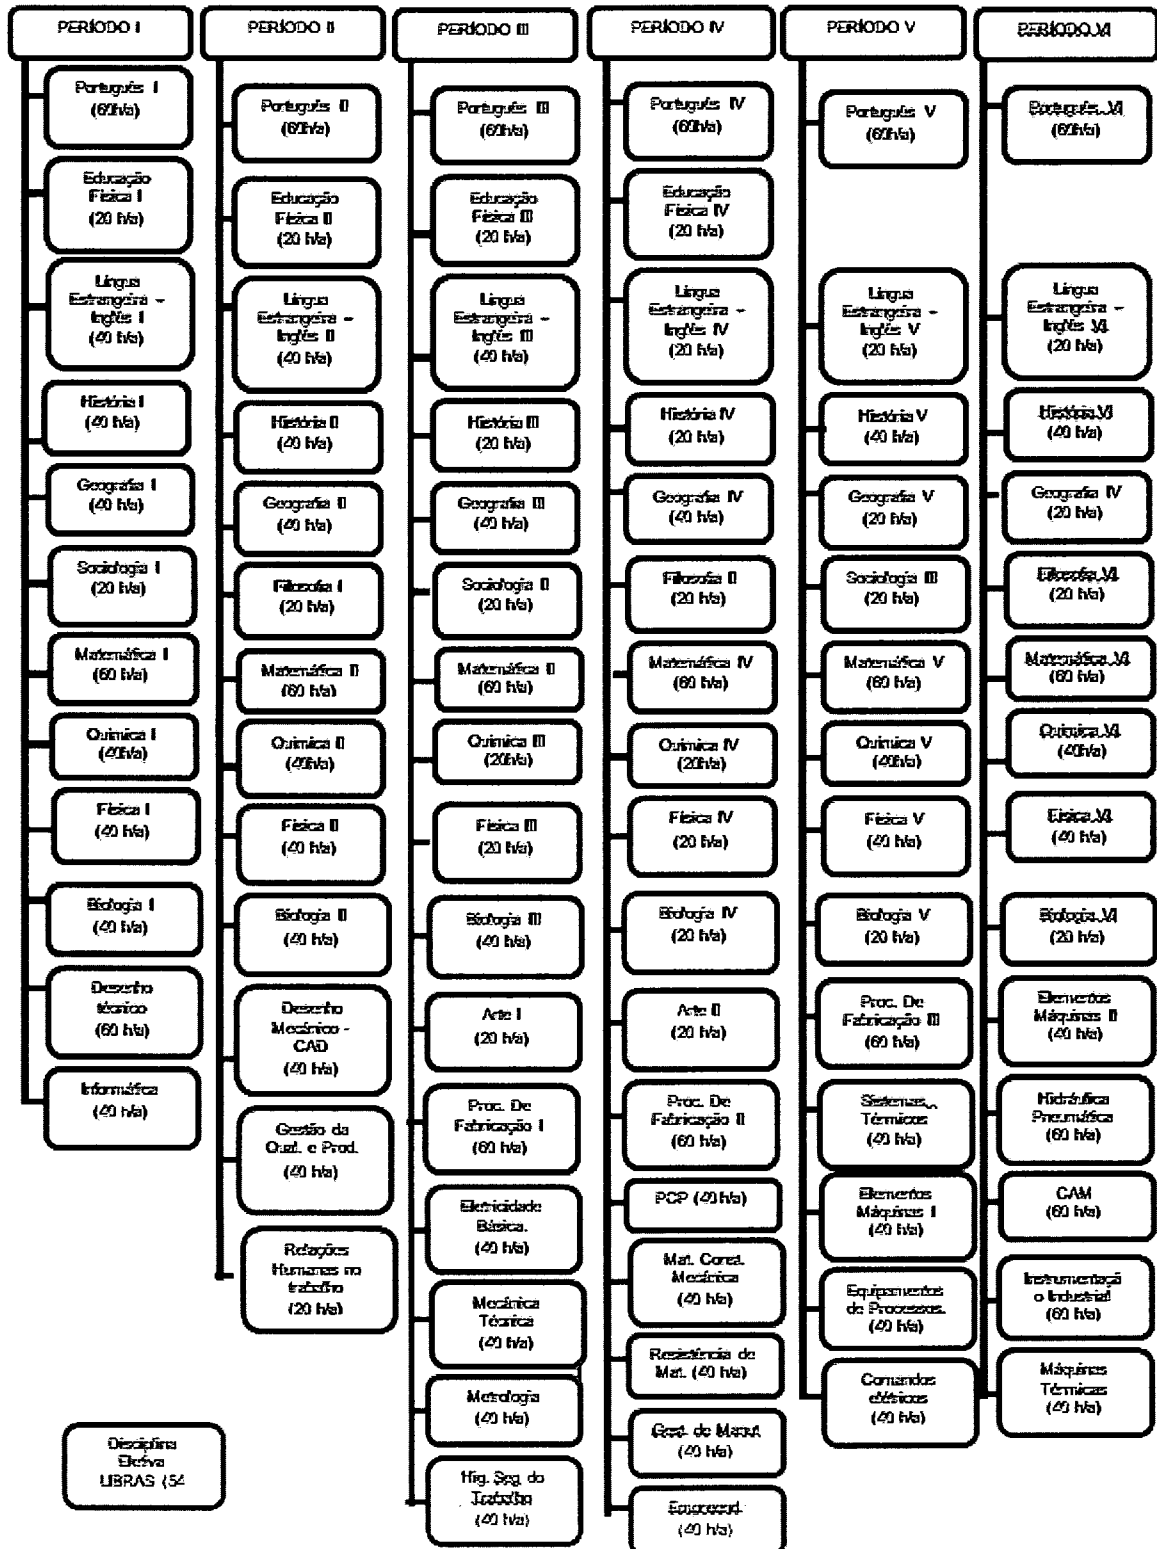 PERÍODO I
Português I
(60h/a)
Educação
Física I
(20 h/a)
Língua
Estrangeira –
Inglês I
(40 h/a)
História I
(40 h/a)
Geografia I
(40 h/a)
Sociologia I
(20 h/a)
Matemática I
(60 h/a)
Química I
(40h/a)
Física I
(40 h/a)
Biologia I
(40 h/a)
Desenho
técnico
(60 h/a)
Informática
(40 h/a)
Disciplina
Eletiva
LIBRAS (54
PERÍODO II
Português II
(60h/a)
Educação
Física II
(20 h/a)
Língua
Estrangeira –
Inglês II
(40 h/a)
História II
(40 h/a)
Geografia II
(40 h/a)
Filosofia I
(20 h/a)
Matemática II
(60 h/a)
Química II
(40h/a)
Física II
(40 h/a)
Biologia II
(40 h/a)
Desenho
Mecânico -
CAD
(40 h/a)
Gestão da
Qual. e Prod.
(40 h/a)
Relações
Humanas no
trabalho
(20 h/a)
PERÍODO III
Português III
(60h/a)
Educação
Física III
(20 h/a)
Língua
Estrangeira –
Inglês III
(40 h/a)
História III
(20 h/a)
Geografia III
(40 h/a)
Sociologia II
(20 h/a)
Matemática II
(60 h/a)
Química III
(20h/a)
Física III
(20 h/a)
Biologia III
(40 h/a)
Arte I
(20 h/a)
Proc. De
Fabricação I
(60 h/a)
Eletricidade
Básica.
(40 h/a)
Mecânica
Técnica
(40 h/a)
Metrologia
(40 h/a)
Hig. Seg. do
Trabalho
(40 h/a)
PERÍODO IV
Português IV
(60h/a)
Educação
Física IV
(20 h/a)
Língua
Estrangeira –
Inglês IV
(20 h/a)
História IV
(20 h/a)
Geografia IV
(40 h/a)
Filosofia II
(20 h/a)
Matemática IV
(60 h/a)
Química IV
(20h/a)
Física IV
(20 h/a)
Biologia IV
(20 h/a)
Arte II
(20 h/a)
Proc. De
Fabricação II
(60 h/a)
PCP (40 h/a)
Mat. Const.
Mecânica
(40 h/a)
Resistência de
Mat. (40 h/a)
Gest. de Manut.
(40 h/a)
Empreend.
(40 h/a)
PERÍODO V
Português V
(60h/a)
Língua
Estrangeira –
Inglês V
(20 h/a)
História V
(40 h/a)
Geografia V
(20 h/a)
Sociologia III
(20 h/a)
Matemática V
(60 h/a)
Química V
(40h/a)
Física V
(40 h/a)
Biologia V
(20 h/a)
Proc. De
Fabricação III
(60 h/a)
Sistemas
Térmicos
(40 h/a)
Elementos
Máquinas I
(40 h/a)
Equipamentos
de Processos.
(40 h/a)
Comandos
elétricos
(40 h/a)
PERÍODO VI
Português VI
(60h/a)
Língua
Estrangeira –
Inglês VI
(20 h/a)
História VI
(40 h/a)
Geografia IV
(20 h/a)
Filosofia VI
(20 h/a)
Matemática VI
(60 h/a)
Química VI
(40h/a)
Física VI
(40 h/a)
Biologia VI
(20 h/a)
Elementos
Máquinas II
(40 h/a)
Hidráulica
Pneumática
(60 h/a)
CAM
(60 h/a)
Instrumentaçã
o Industrial
(60 h/a)
Máquinas
Térmicas
(40 h/a)